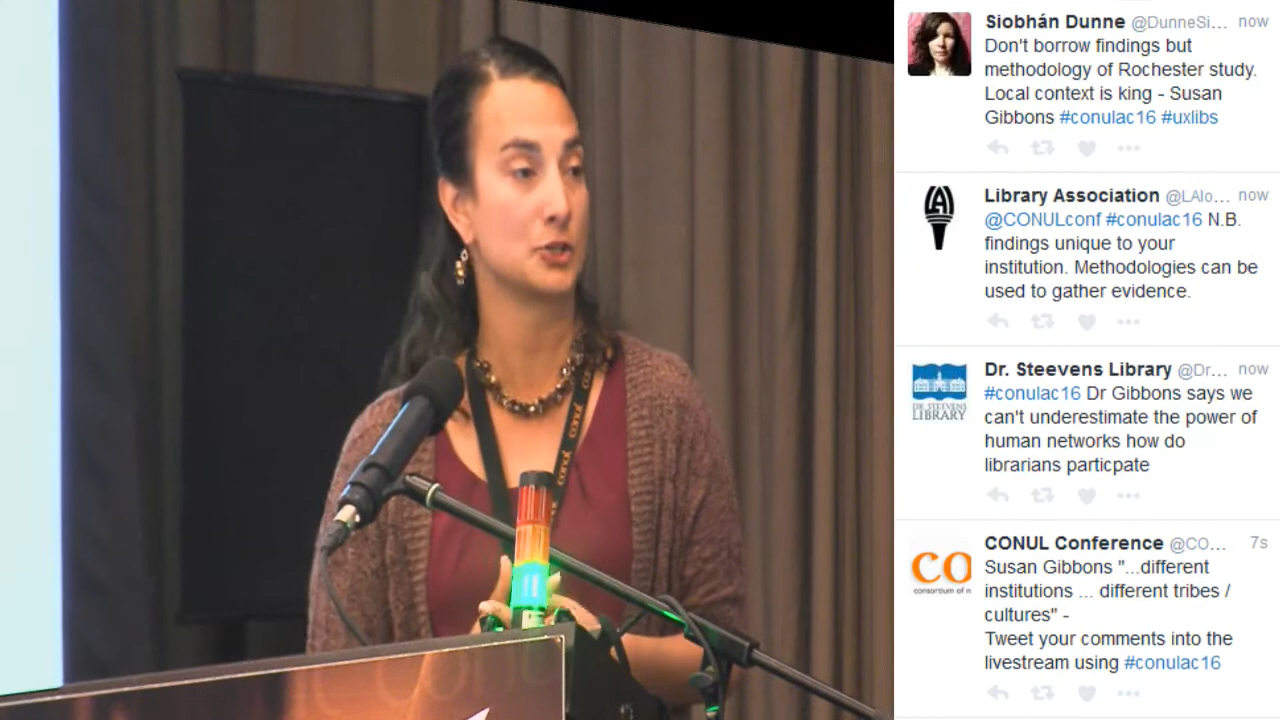 Siobhán Dunne @DunneSi... now
Don't borrow findings but
methodology of Rochester study.
Local context is king - Susan
Gibbons #conulac16 #uxlibs
Library Association @LAIo... now
@CONULconf #conulac16 N.B.
findings unique to your
institution. Methodologies can be
used to gather evidence.
Dr. Steevens Library @Dr... now
DR. STEEVENS
LIBRARY
#conulac16 Dr Gibbons says we
can't underestimate the power of
human networks how do
librarians particpate
CONUL Conference @CO... 7s
CO
consortium of n
Susan Gibbons "...different
institutions ... different tribes /
cultures" -
Tweet your comments into the
livestream using #conulac16
conul
conul